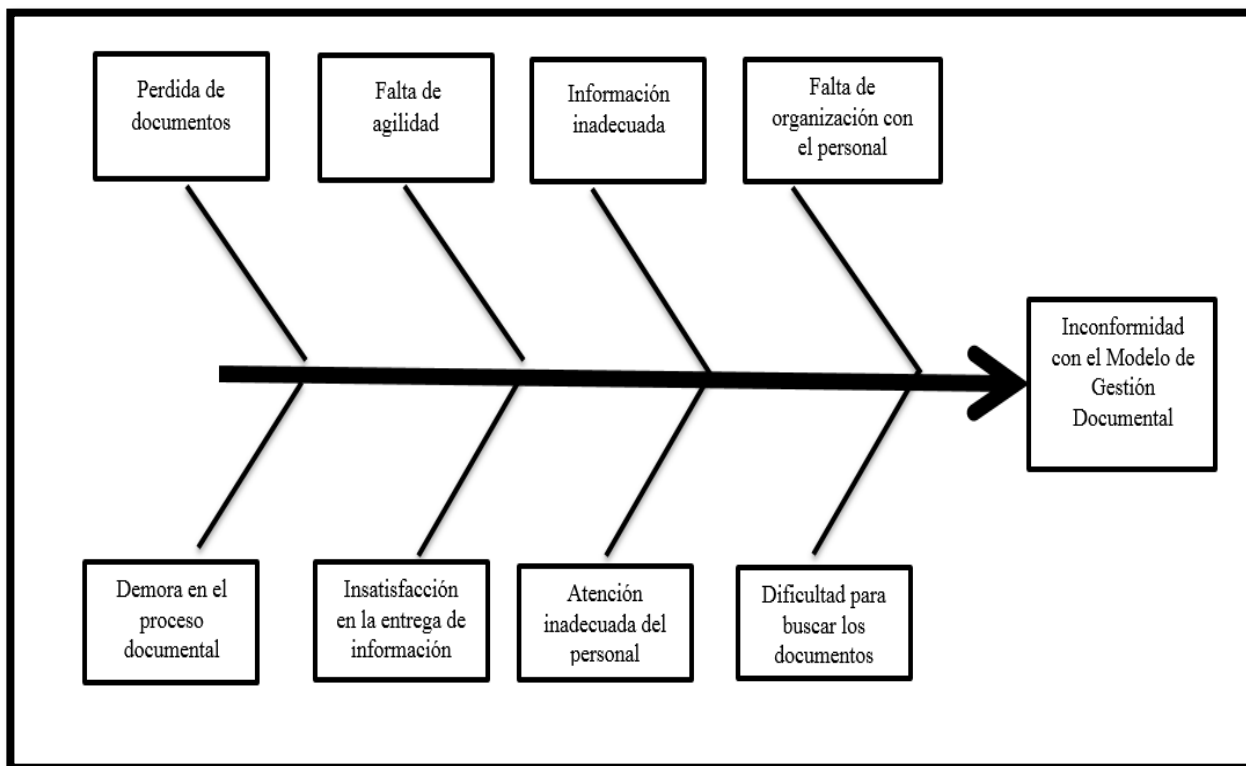 Perdida de
documentos
Falta de
agilidad
Información
inadecuada
Falta de
organización con
el personal
Inconformidad
con el Modelo de
Gestión
Documental
Demora en el
proceso
documental
Insatisfacción
en la entrega de
información
Atención
inadecuada del
personal
Dificultad para
buscar los
documentos